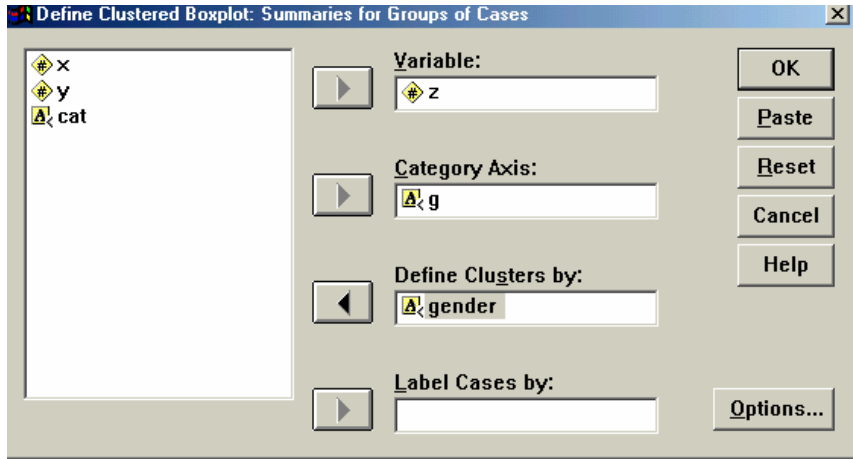 Define Clustered Boxplot: Summaries for Groups of Cases
x
y
cat
Variable:
z
Category Axis:
g
Define Clusters by:
gender
Label Cases by:
OK
Paste
Reset
Cancel
Help
Options...